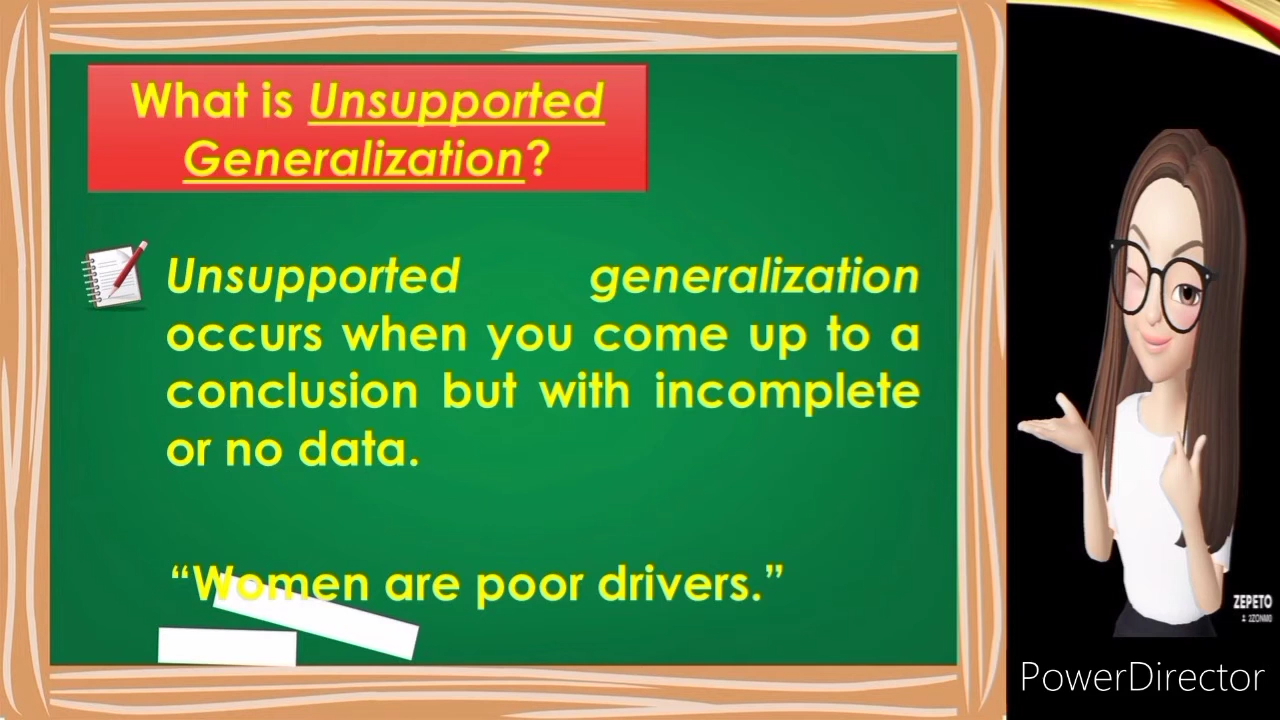 What is Unsupported
Generalization?
Unsupported generalization
occurs when you come up to a
conclusion but with incomplete
or no data.
“Women are poor drivers.”
ZEPETO
PowerDirector